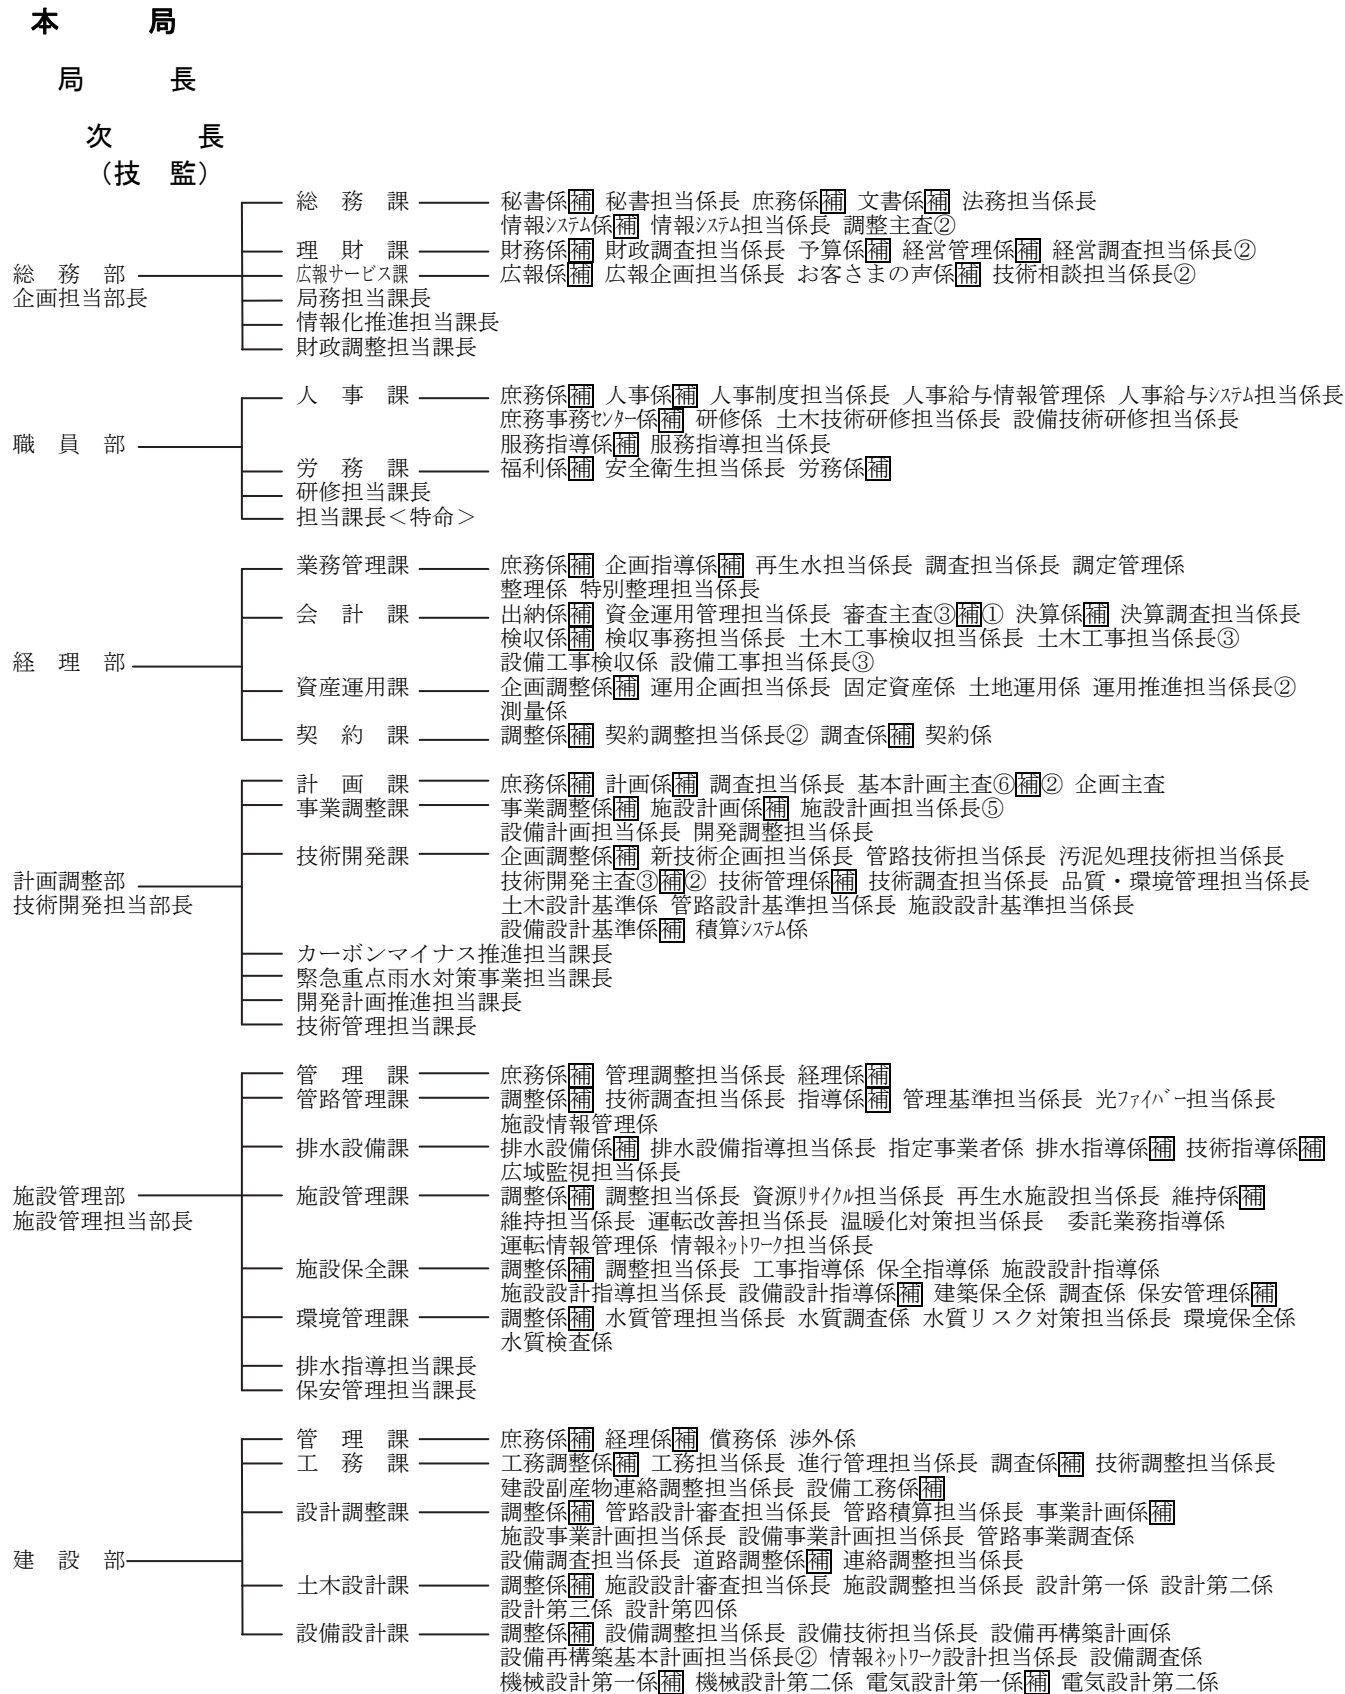 本　局
局　長
次　長
（技　監）
総　務　課 秘書係補 秘書担当係長 庶務係補 文書係補 法務担当係長
情報ｼｽﾃﾑ係補 情報ｼｽﾃﾑ担当係長 調整主査②
理　財　課 財務係補 財政調査担当係長 予算係補 経営管理係補 経営調査担当係長②
総　務　部 広報サービス課 広報係補 広報企画担当係長 お客さまの声係補 技術相談担当係長②
企画担当部長 局務担当課長
情報化推進担当課長
財政調整担当課長
人　事　課 庶務係補 人事係補 人事制度担当係長 人事給与情報管理係 人事給与ｼｽﾃﾑ担当係長
庶務事務ｾﾝﾀｰ係補 研修係 土木技術研修担当係長 設備技術研修担当係長
職　員　部 服務指導係補 服務指導担当係長
労　務　課 福利係補 安全衛生担当係長 労務係補
研修担当課長
担当課長＜特命＞
業務管理課 庶務係補 企画指導係補 再生水担当係長 調査担当係長 調定管理係
整理係 特別整理担当係長
会　計　課 出納係補 資金運用管理担当係長 審査主査③補① 決算係補 決算調査担当係長
検収係補 検収事務担当係長 土木工事検収担当係長 土木工事担当係長③
経　理　部 設備工事検収係 設備工事担当係長③
資産運用課 企画調整係補 運用企画担当係長 固定資産係 土地運用係 運用推進担当係長②
測量係
契　約　課 調整係補 契約調整担当係長② 調査係補 契約係
計　画　課 庶務係補 計画係補 調査担当係長 基本計画主査⑥補② 企画主査
事業調整課 事業調整係補 施設計画係補 施設計画担当係長⑤
設備計画担当係長 開発調整担当係長
技術開発課 企画調整係補 新技術企画担当係長 管路技術担当係長 汚泥処理技術担当係長
計画調整部 技術開発主査③補② 技術管理係補 技術調査担当係長 品質・環境管理担当係長
技術開発担当部長 土木設計基準係 管路設計基準担当係長 施設設計基準担当係長
設備設計基準係補 積算ｼｽﾃﾑ係
カーボンマイナス推進担当課長
緊急重点雨水対策事業担当課長
開発計画推進担当課長
技術管理担当課長
管　理　課 庶務係補 管理調整担当係長 経理係補
管路管理課 調整係補 技術調査担当係長 指導係補 管理基準担当係長 光ﾌｧｲﾊﾞｰ担当係長
施設情報管理係
排水設備課 排水設備係補 排水設備指導担当係長 指定事業者係 排水指導係補 技術指導係補
広域監視担当係長
施設管理部 施設管理課 調整係補 調整担当係長 資源ﾘｻｲｸﾙ担当係長 再生水施設担当係長 維持係補
施設管理担当部長 維持担当係長 運転改善担当係長 温暖化対策担当係長　委託業務指導係
運転情報管理係 情報ﾈｯﾄﾜｰｸ担当係長
施設保全課 調整係補 調整担当係長 工事指導係 保全指導係 施設設計指導係
施設設計指導担当係長 設備設計指導係補 建築保全係 調査係 保安管理係補
環境管理課 調整係補 水質管理担当係長 水質調査係 水質リスク対策担当係長 環境保全係
水質検査係
排水指導担当課長
保安管理担当課長
管　理　課 庶務係補 経理係補 償務係 渉外係
工　務　課 工務調整係補 工務担当係長 進行管理担当係長 調査係補 技術調整担当係長
建設副産物連絡調整担当係長 設備工務係補
設計調整課 調整係補 管路設計審査担当係長 管路積算担当係長 事業計画係補
施設事業計画担当係長 設備事業計画担当係長 管路事業調査係
建　設　部 設備調査担当係長 道路調整係補 連絡調整担当係長
土木設計課 調整係補 施設設計審査担当係長 施設調整担当係長 設計第一係 設計第二係
設計第三係 設計第四係
設備設計課 調整係補 設備調整担当係長 設備技術担当係長 設備再構築計画係
設備再構築基本計画担当係長② 情報ﾈｯﾄﾜｰｸ設計担当係長 設備調査係
機械設計第一係補 機械設計第二係 電気設計第一係補 電気設計第二係